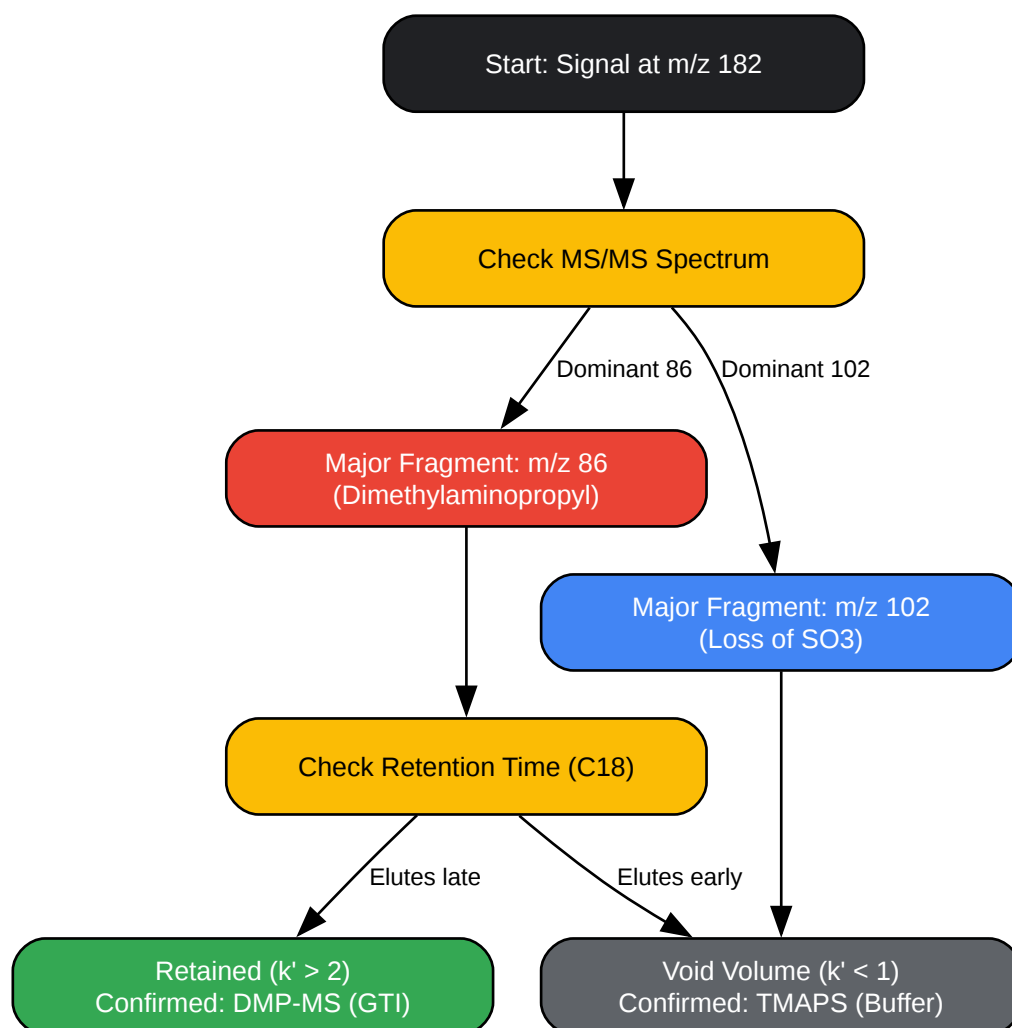 Start: Signal at m/z 182
Check MS/MS Spectrum
Dominant 86
Dominant 102
Major Fragment: m/z 86
(Dimethylaminopropyl)
Major Fragment: m/z 102
(Loss of SO3)
Check Retention Time (C18)
Elutes late
Elutes early
Retained (k' > 2)
Confirmed: DMP-MS (GTI)
Void Volume (k' < 1)
Confirmed: TMAPS (Buffer)